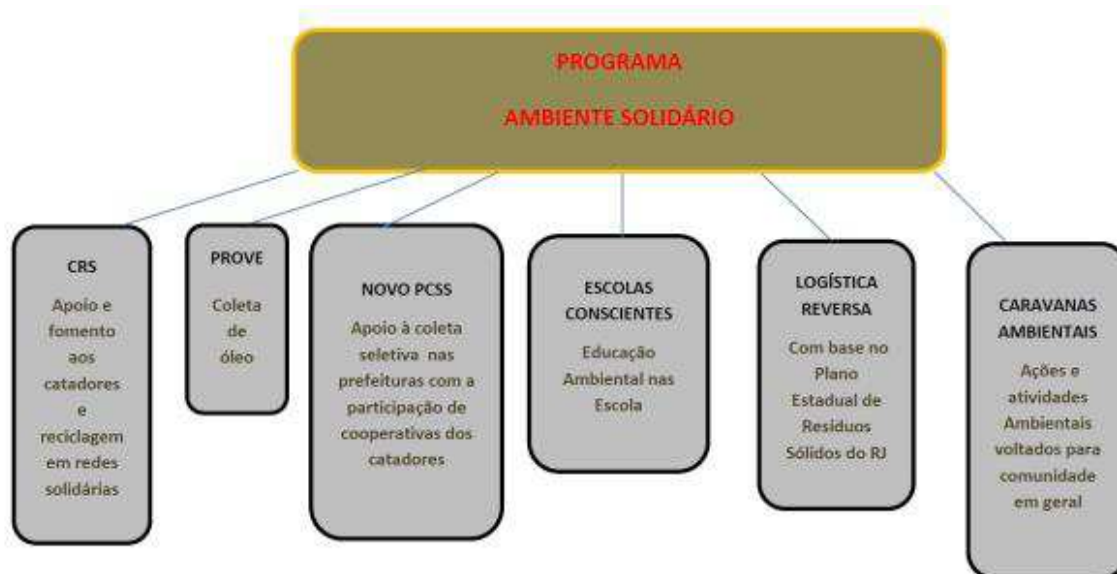 PROGRAMA
AMBIENTE SOLIDÁRIO
CRS
Apoio e
fomento
aos
catadores
e
reciclagem
em redes
solidárias
PROVE
Coleta
de
óleo
NOVO PCSS
Apoio à coleta
seletiva nas
prefeituras com a
participação de
cooperativas dos
catadores
ESCOLAS
CONSCIENTES
Educação
Ambiental nas
Escola
LOGÍSTICA
REVERSA
Com base no
Plano
Estadual de
Resíduos
Sólidos do RJ
CARAVANAS
AMBIENTAIS
Ações e
atividades
Ambientais
voltados para
comunidade
em geral